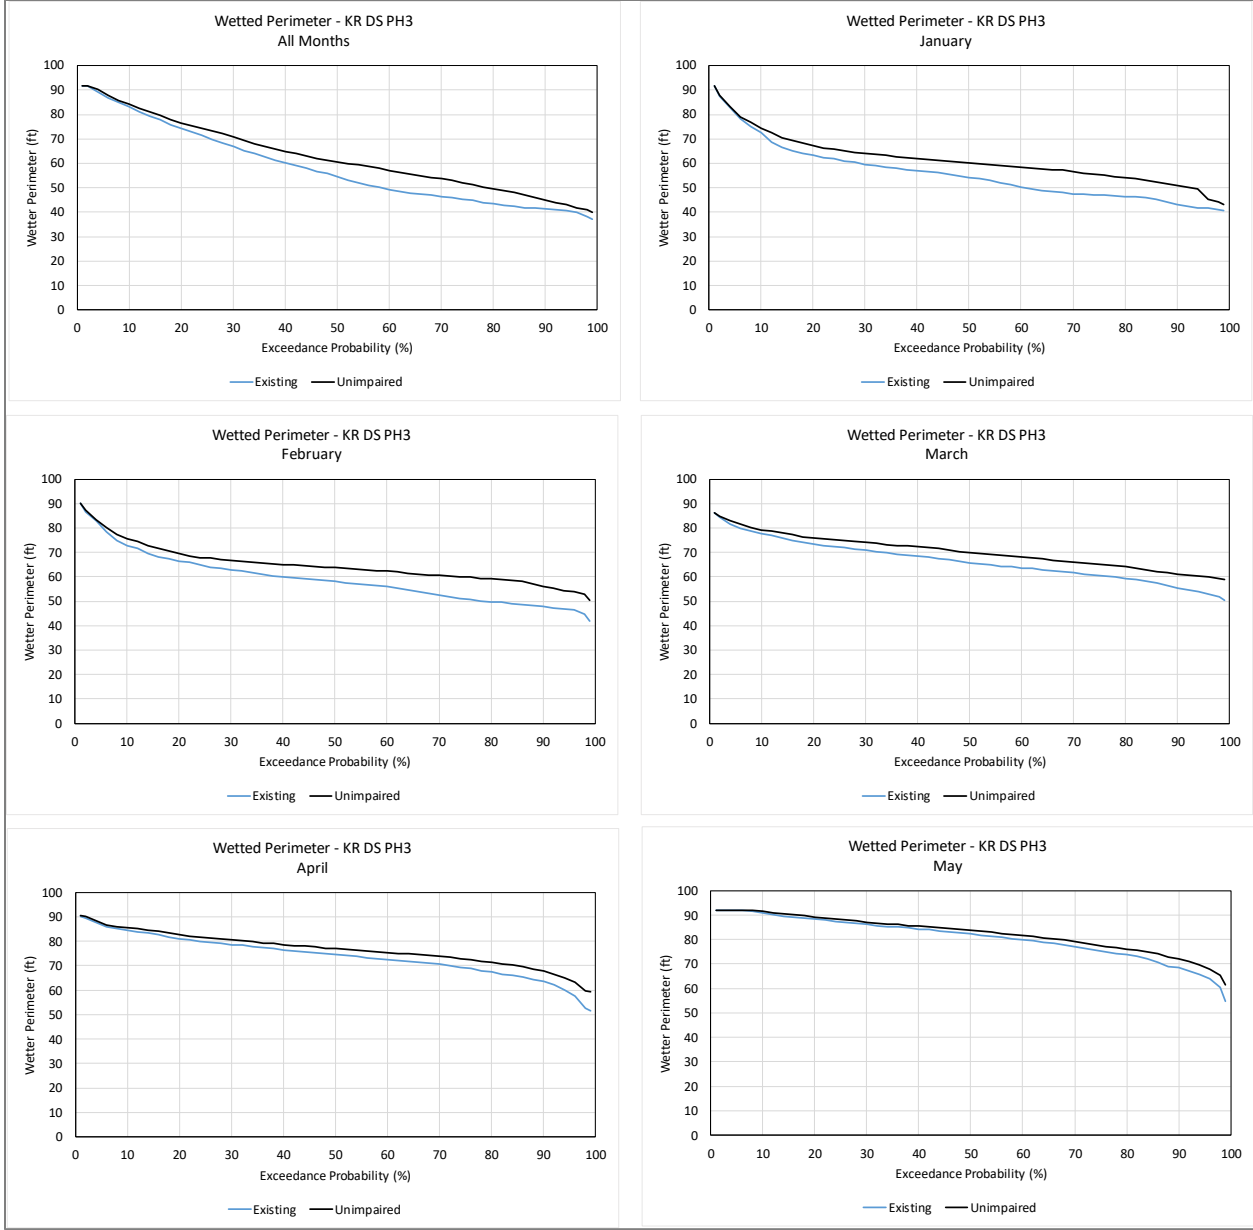 Wetted Perimeter - KR DS PH3
All Months
Wetter Perimeter (ft)
100
90
80
70
60
50
40
30
20
10
0
0 10 20 30 40 50 60 70 80 90 100
Exceedance Probability (%)
Existing Unimpaired
Wetted Perimeter - KR DS PH3
January
Wetter Perimeter (ft)
100
90
80
70
60
50
40
30
20
10
0
0 10 20 30 40 50 60 70 80 90 100
Exceedance Probability (%)
Existing Unimpaired
Wetted Perimeter - KR DS PH3
February
Wetter Perimeter (ft)
100
90
80
70
60
50
40
30
20
10
0
0 10 20 30 40 50 60 70 80 90 100
Exceedance Probability (%)
Existing Unimpaired
Wetted Perimeter - KR DS PH3
March
Wetter Perimeter (ft)
100
90
80
70
60
50
40
30
20
10
0
0 10 20 30 40 50 60 70 80 90 100
Exceedance Probability (%)
Existing Unimpaired
Wetted Perimeter - KR DS PH3
April
Wetter Perimeter (ft)
100
90
80
70
60
50
40
30
20
10
0
0 10 20 30 40 50 60 70 80 90 100
Exceedance Probability (%)
Existing Unimpaired
Wetted Perimeter - KR DS PH3
May
Wetter Perimeter (ft)
100
90
80
70
60
50
40
30
20
10
0
0 10 20 30 40 50 60 70 80 90 100
Exceedance Probability (%)
Existing Unimpaired